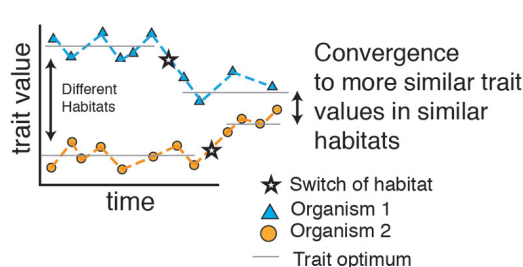 trait value
Different
Habitats
time
Convergence
to more similar trait
values in similar
habitats
Switch of habitat
Organism 1
Organism 2
Trait optimum